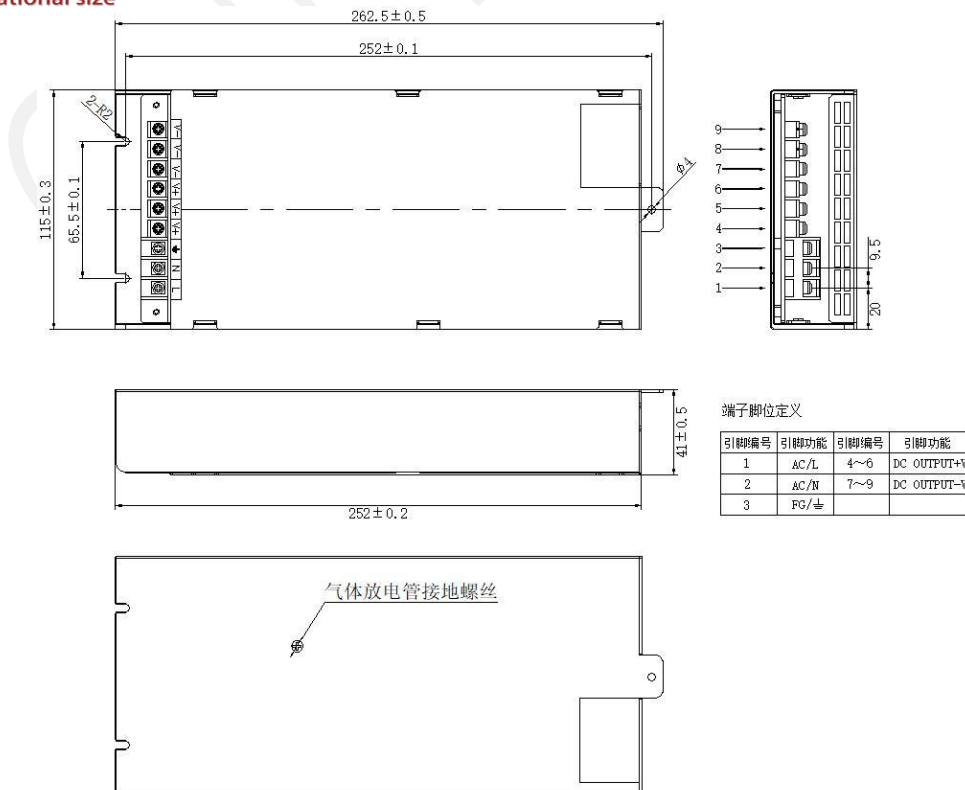 ational size
262.5±0.5
252±0.1
2-R2
115±0.3
65.5±0.1
-V
-V
-V
+V
+V
+V
N
L
Ø4
9
8
7
6
5
4
3
2
1
9.5
20
41±0.5
252±0.2
端子脚位定义
引脚编号 引脚功能 引脚编号 引脚功能
1 AC/L 4～6 DC OUTPUT+V
2 AC/N 7～9 DC OUTPUT-V
3 FG/⏚
气体放电管接地螺丝